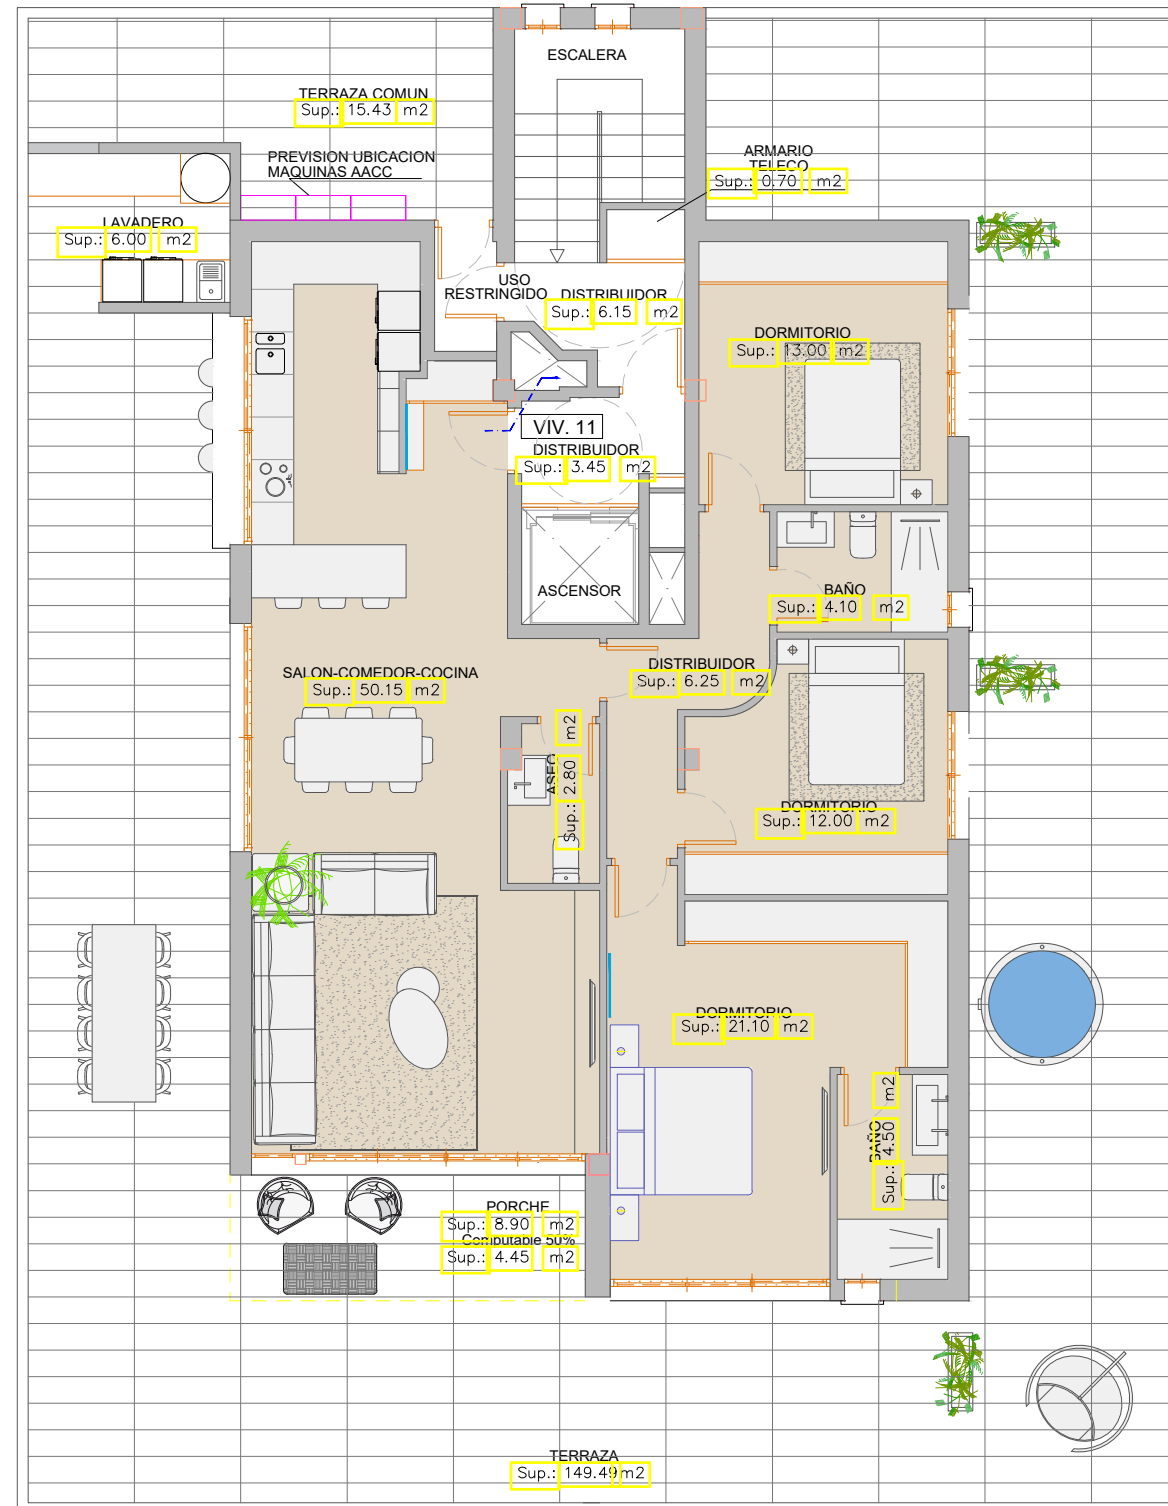 ESCALERA
TERRAZA COMUN
Sup.: 15.43 m2
PREVISION UBICACION
MAQUINAS AACC
ARMARIO
TELECO
Sup.: 0,70 m2
LAVADERO
Sup.: 6.00 m2
USO
RESTRINGIDO
DISTRIBUIDOR
Sup.: 6.15 m2
DORMITORIO
Sup.: 13.00 m2
VIV. 11
DISTRIBUIDOR
Sup.: 3.45 m2
ASCENSOR
BAÑO
Sup.: 4.10 m2
SALON-COMEDOR-COCINA
Sup.: 50.15 m2
DISTRIBUIDOR
Sup.: 6.25 m2
ASEO
Sup.: 2.80 m2
DORMITORIO
Sup.: 12.00 m2
DORMITORIO
Sup.: 21.10 m2
BAÑO
Sup.: 4.50 m2
PORCHE
Sup.: 8.90 m2
Computable 50%
Sup.: 4.45 m2
TERRAZA
Sup.: 149.49 m2